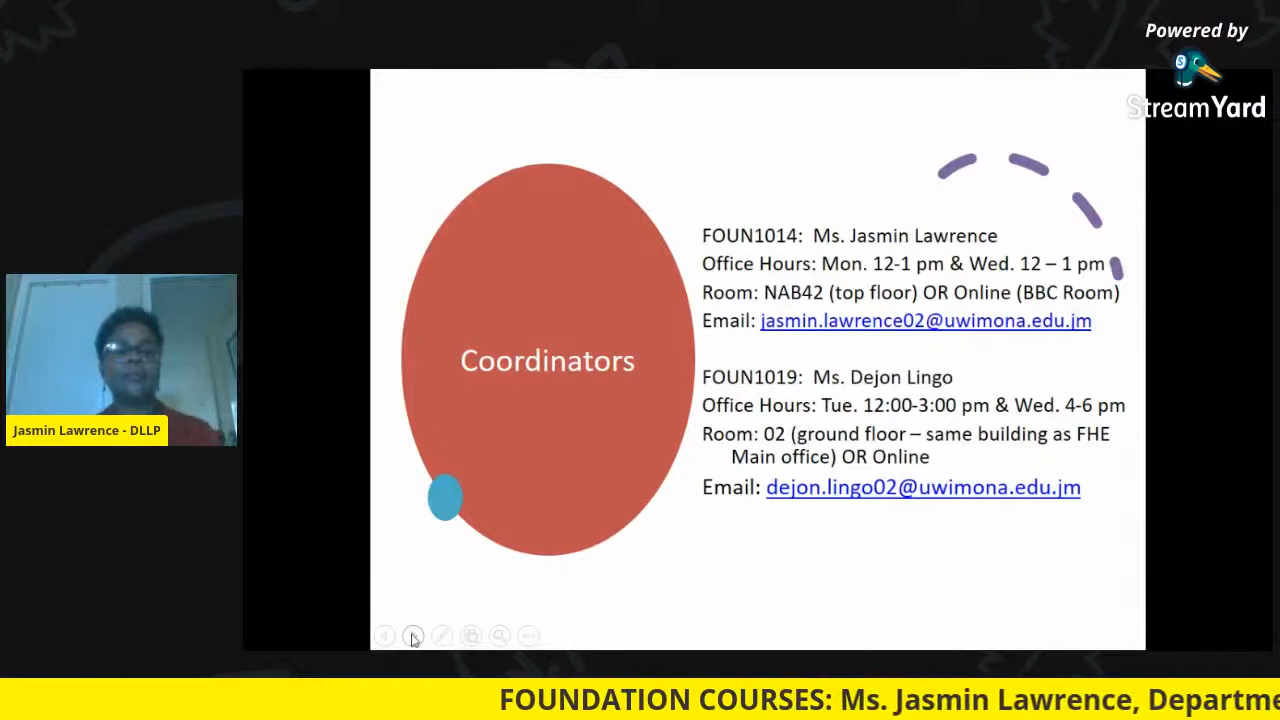 Powered by
StreamYard
FOUN1014: Ms. Jasmin Lawrence
Office Hours: Mon. 12-1 pm & Wed. 12 – 1 pm
Room: NAB42 (top floor) OR Online (BBC Room)
Email: jasmin.lawrence02@uwimona.edu.jm
Coordinators
FOUN1019: Ms. Dejon Lingo
Office Hours: Tue. 12:00-3:00 pm & Wed. 4-6 pm
Room: 02 (ground floor – same building as FHE
Main office) OR Online
Email: dejon.lingo02@uwimona.edu.jm
Jasmin Lawrence - DLLP
FOUNDATION COURSES: Ms. Jasmin Lawrence, Departme